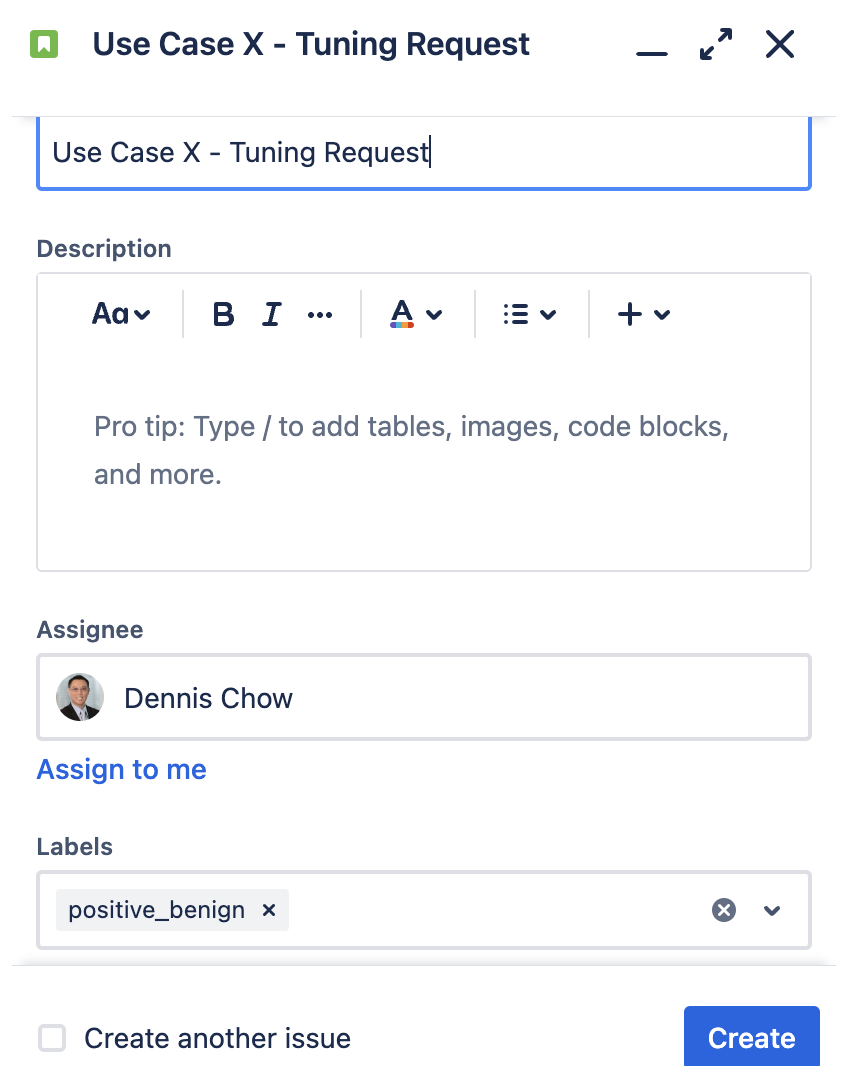 Use Case X - Tuning Request
Use Case X - Tuning Request
Description
Aa
B I ...
A
Pro tip: Type / to add tables, images, code blocks,
and more.
Assignee
Dennis Chow
Assign to me
Labels
positive_benign
Create another issue
Create